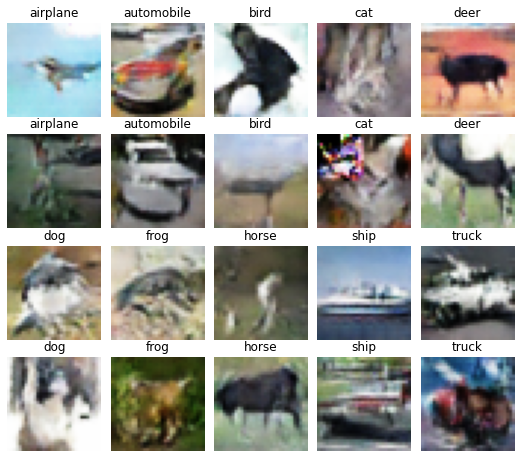 airplane automobile bird cat deer
airplane automobile bird cat deer
dog frog horse ship truck
dog frog horse ship truck